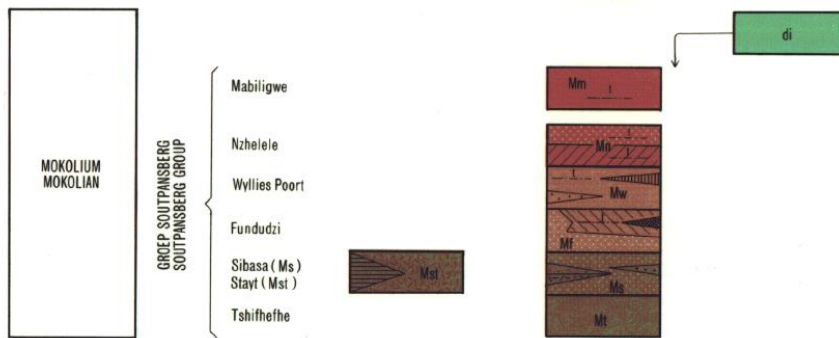 di
Mabiligwe
Mm
t
Nzhelele
t
Mn
t
MOKOLIUM
MOKOLIAN
GROEP SOUTPANSBERG
SOUTPANSBERG GROUP
Wyllies Poort
t
Mw
Fundudzi
t
Mf
Sibasa (Ms)
Stayt (Mst)
Mst
Ms
Tshifhefhe
Mt